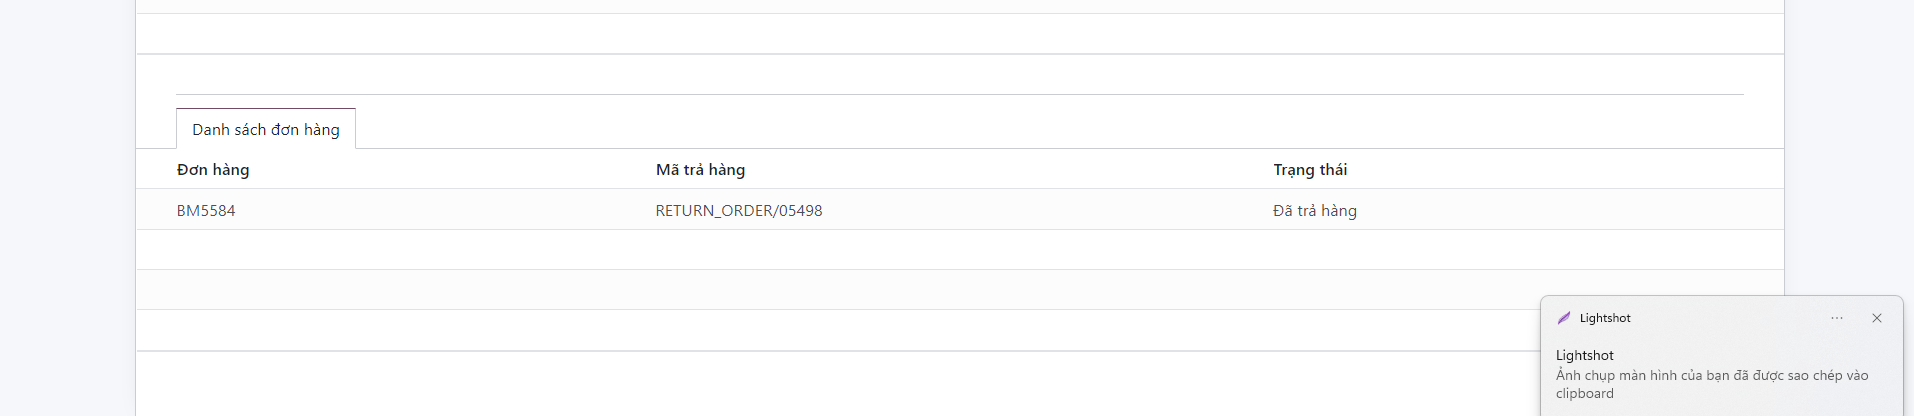 Danh sách đơn hàng
Đơn hàng Mã trả hàng Trạng thái
BM5584 RETURN_ORDER/05498 Đã trả hàng
Lightshot
Lightshot
Ảnh chụp màn hình của bạn đã được sao chép vào
clipboard